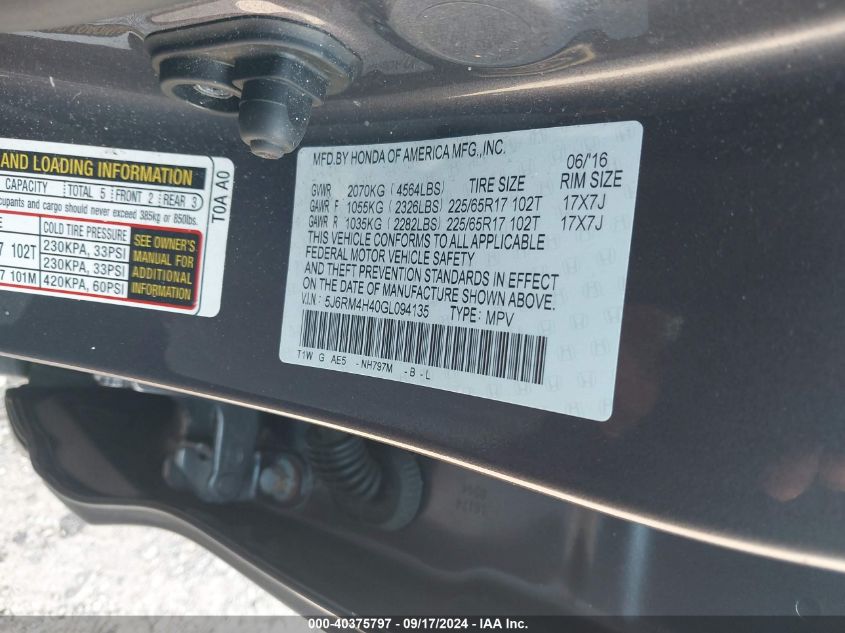 AND LOADING INFORMATION
CAPACITY TOTAL 5 FRONT 2 REAR 3
cupants and cargo should never exceed 385kg or 850lbs.
COLD TIRE PRESSURE
7 102T 230KPA, 33PSI
230KPA, 33PSI
7 101M 420KPA, 60PSI
SEE OWNER'S
MANUAL FOR
ADDITIONAL
INFORMATION
T0A A0
MFD.BY HONDA OF AMERICA MFG.,INC. 06/16
GVWR 2070KG (4564LBS) TIRE SIZE RIM SIZE
GAWR F 1055KG (2326LBS) 225/65R17 102T 17X7J
GAWR R 1035KG (2282LBS) 225/65R17 102T 17X7J
THIS VEHICLE CONFORMS TO ALL APPLICABLE
FEDERAL MOTOR VEHICLE SAFETY
AND THEFT PREVENTION STANDARDS IN EFFECT
ON THE DATE OF MANUFACTURE SHOWN ABOVE.
V.I.N: 5J6RM4H40GL094135 TYPE: MPV
T1W G AE5 -NH797M -B-L
000-40375797 - 09/17/2024 - IAA Inc.